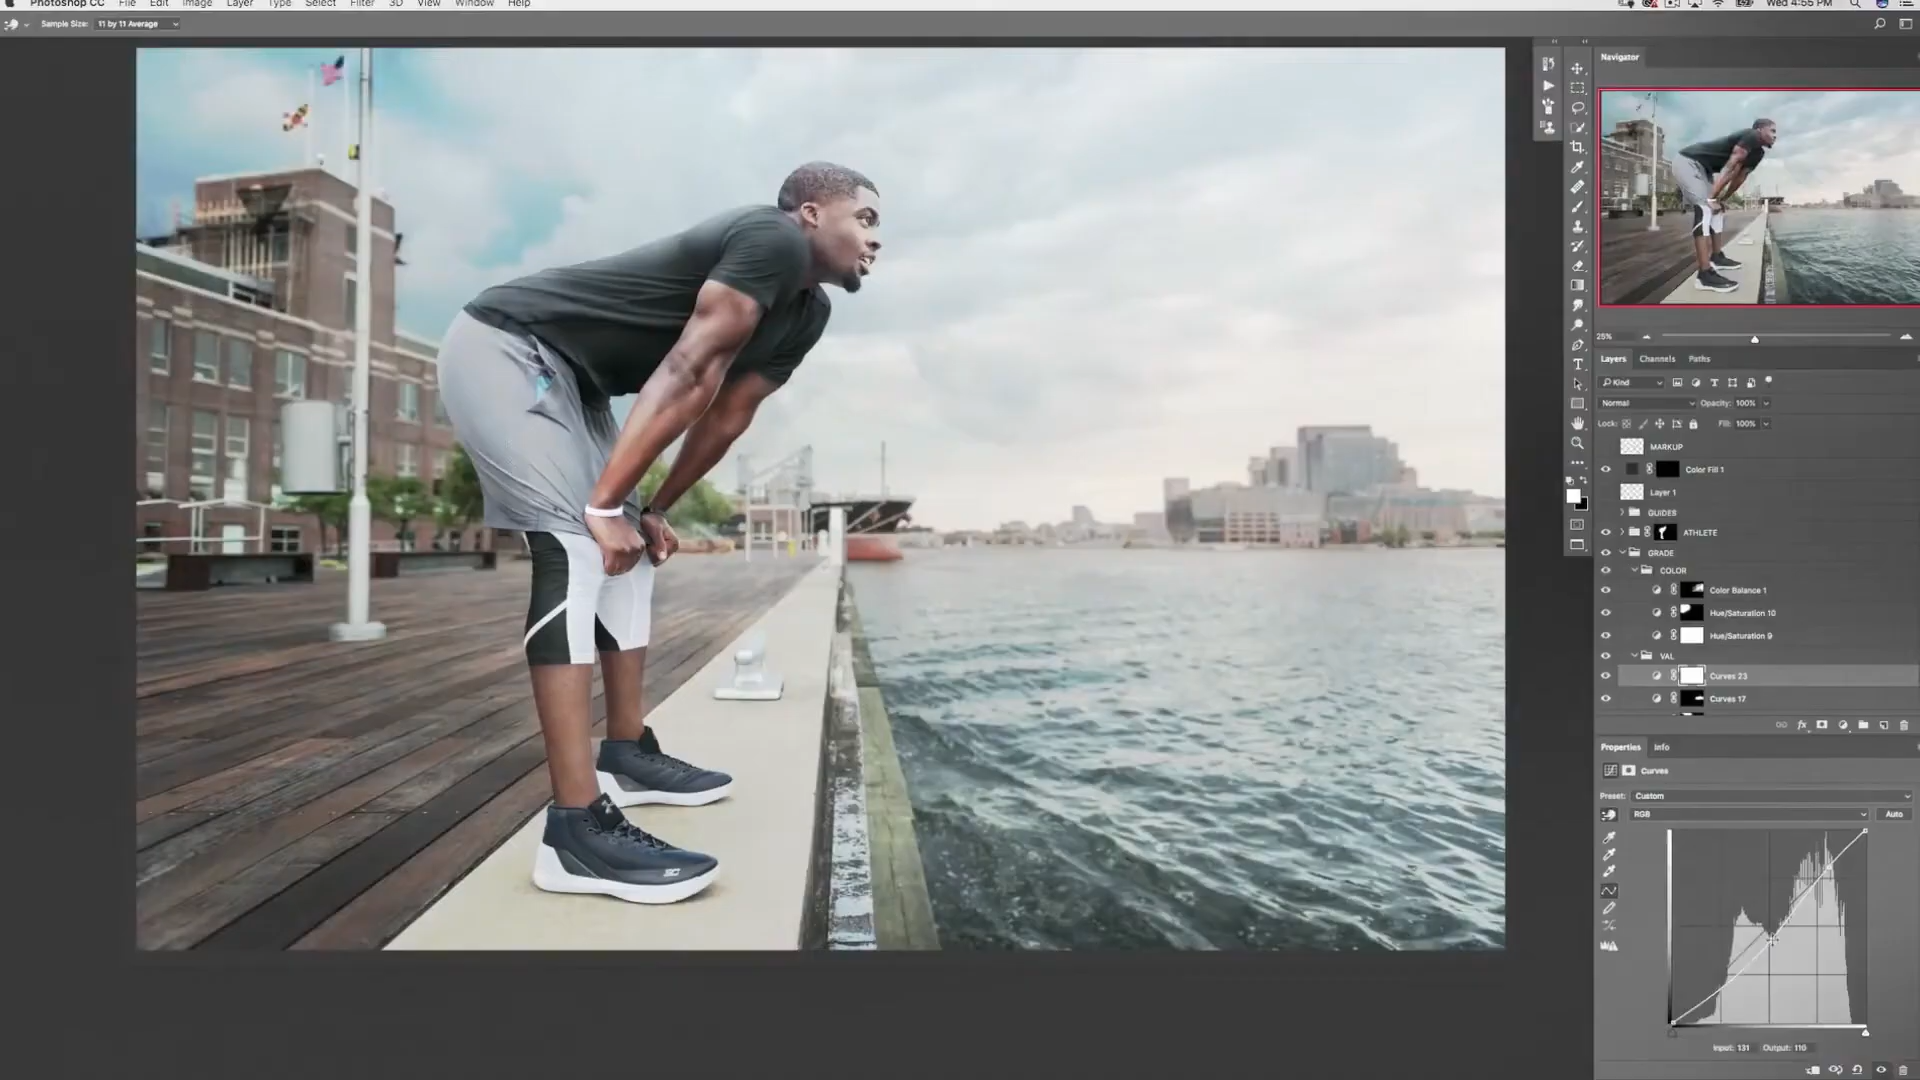 Photoshop CC File Edit Image Layer Type Select Filter 3D View Window Help Wed 4:55 PM
Sample Size: 11 by 11 Average
Navigator
25%
Layers Channels Paths
Kind
Normal Opacity: 100%
Lock: Fill: 100%
MARKUP
Color Fill 1
Layer 1
GUIDES
ATHLETE
GRADE
COLOR
Color Balance 1
Hue/Saturation 10
Hue/Saturation 9
VAL
Curves 23
Curves 17
fx
Properties Info
Curves
Preset: Custom
RGB Auto
Input: 131 Output: 110